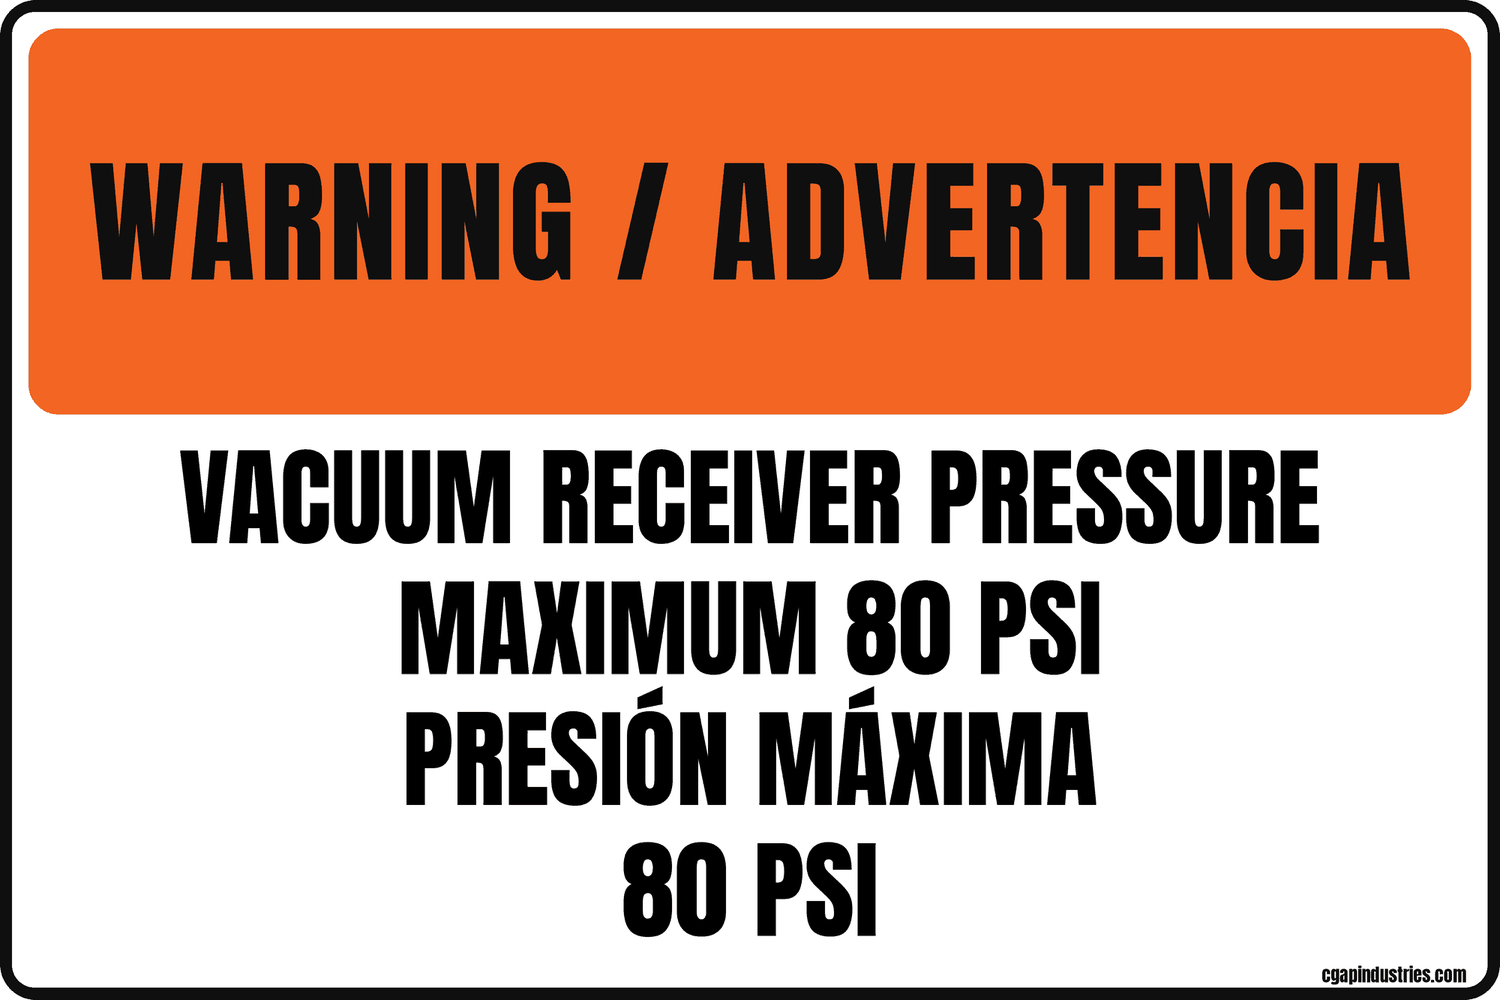 WARNING / ADVERTENCIA
VACUUM RECEIVER PRESSURE
MAXIMUM 80 PSI
PRESIÓN MÁXIMA
80 PSI
cgapindustries.com